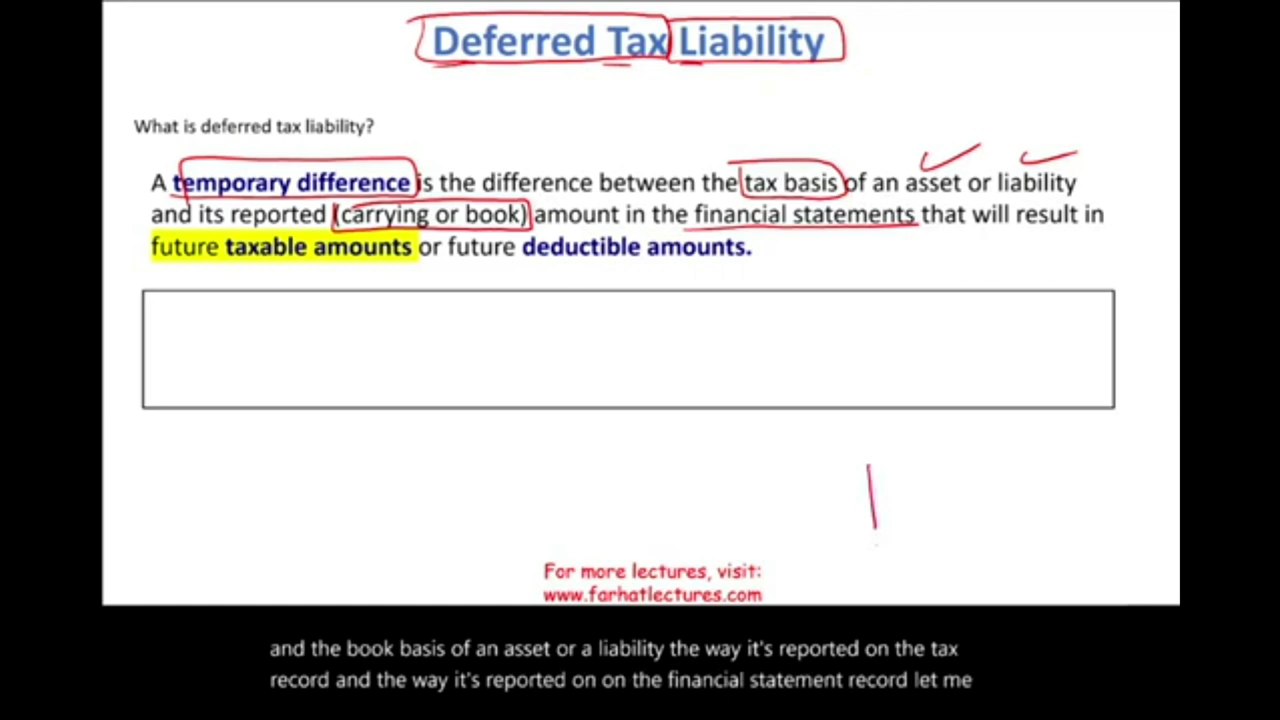 Deferred Tax Liability
What is deferred tax liability?
A temporary difference is the difference between the tax basis of an asset or liability
and its reported (carrying or book) amount in the financial statements that will result in
future taxable amounts or future deductible amounts.
For more lectures, visit:
www.farhatlectures.com
and the book basis of an asset or a liability the way it's reported on the tax
record and the way it's reported on on the financial statement record let me